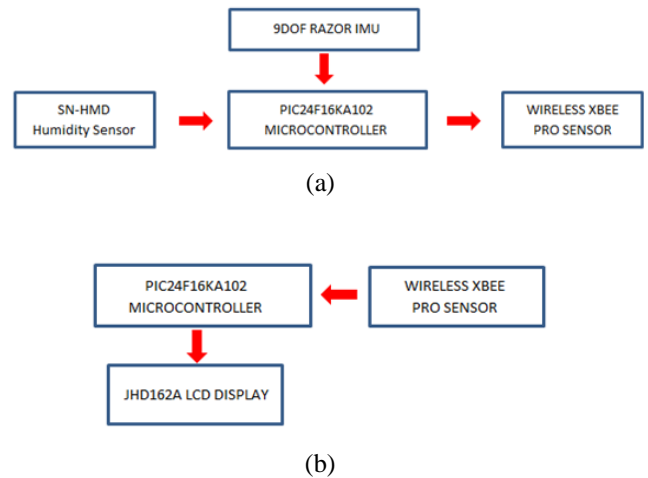 9DOF RAZOR IMU
SN-HMD
Humidity Sensor
PIC24F16KA102
MICROCONTROLLER
WIRELESS XBEE
PRO SENSOR
(a)
PIC24F16KA102
MICROCONTROLLER
WIRELESS XBEE
PRO SENSOR
JHD162A LCD DISPLAY
(b)